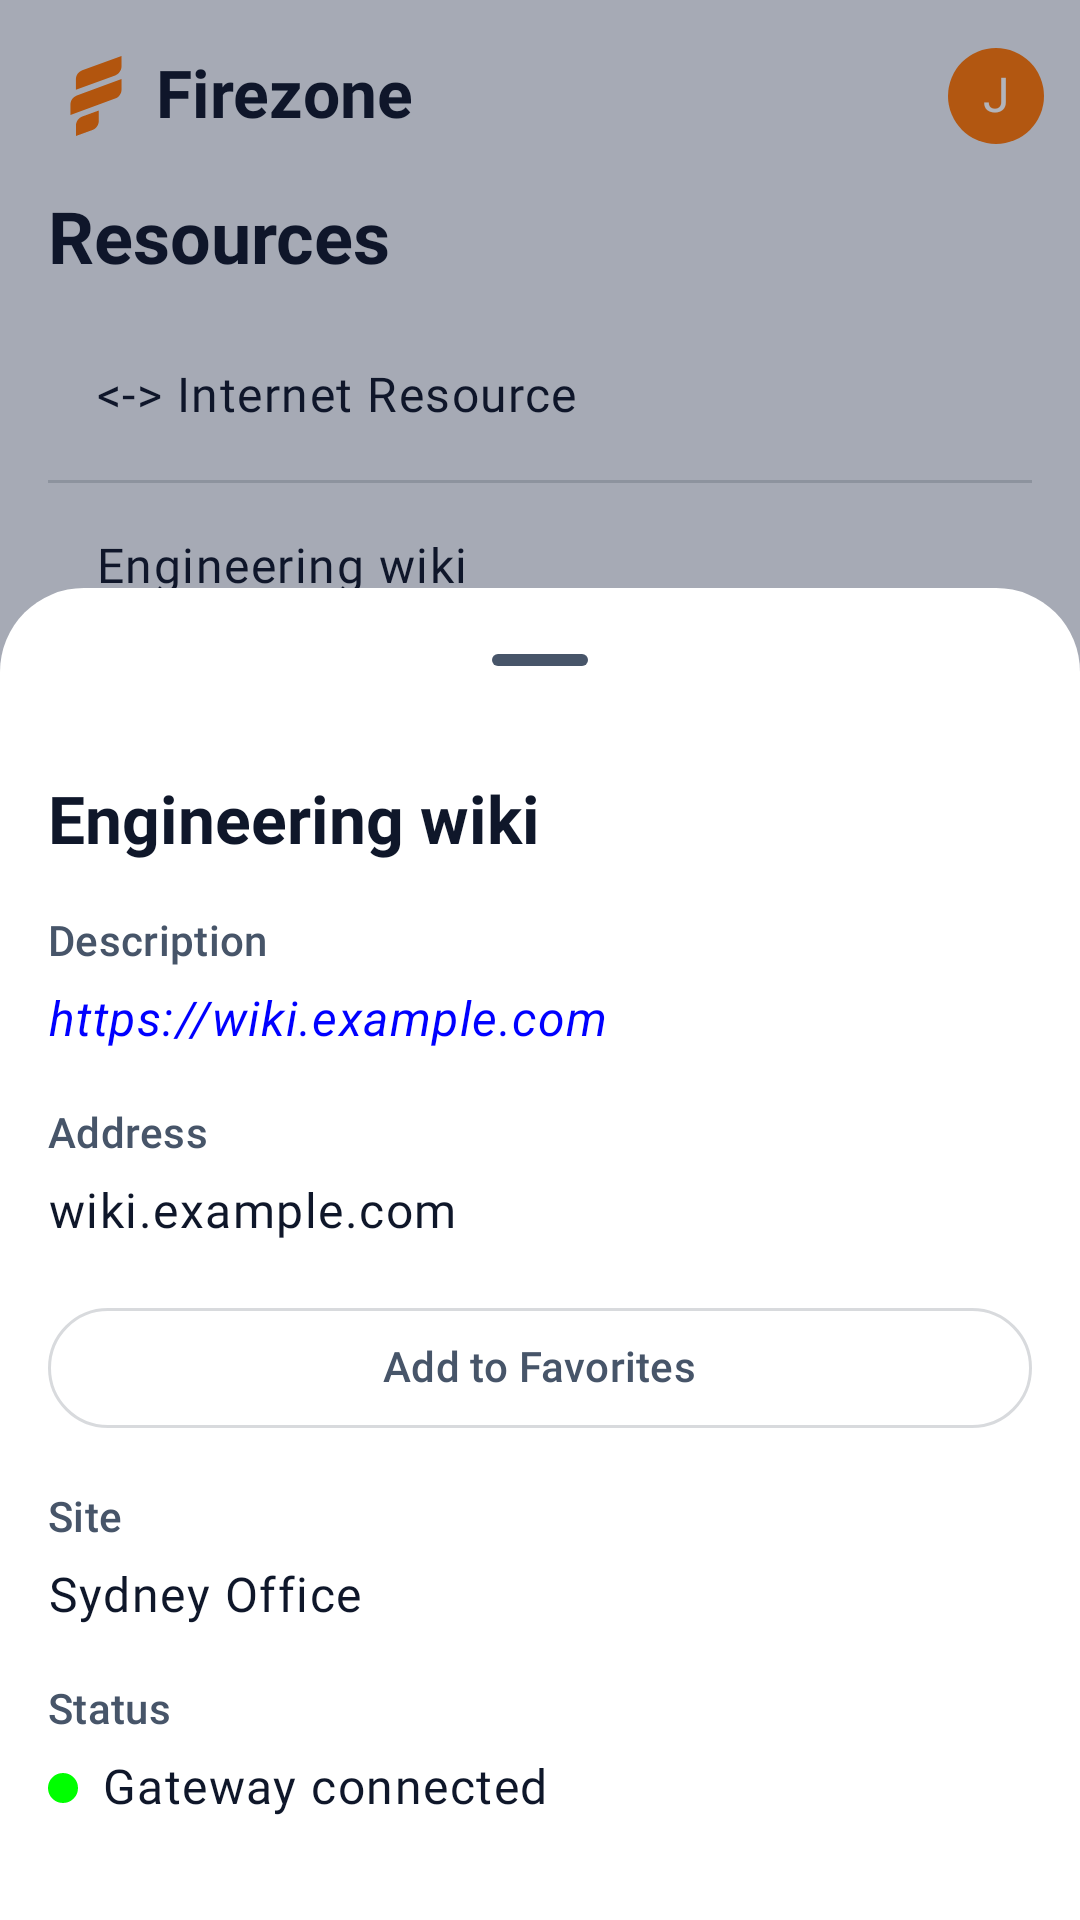 Firezone
J
Resources
<-> Internet Resource
Engineering wiki
Engineering wiki
Description
https://wiki.example.com
Address
wiki.example.com
Add to Favorites
Site
Sydney Office
Status
Gateway connected